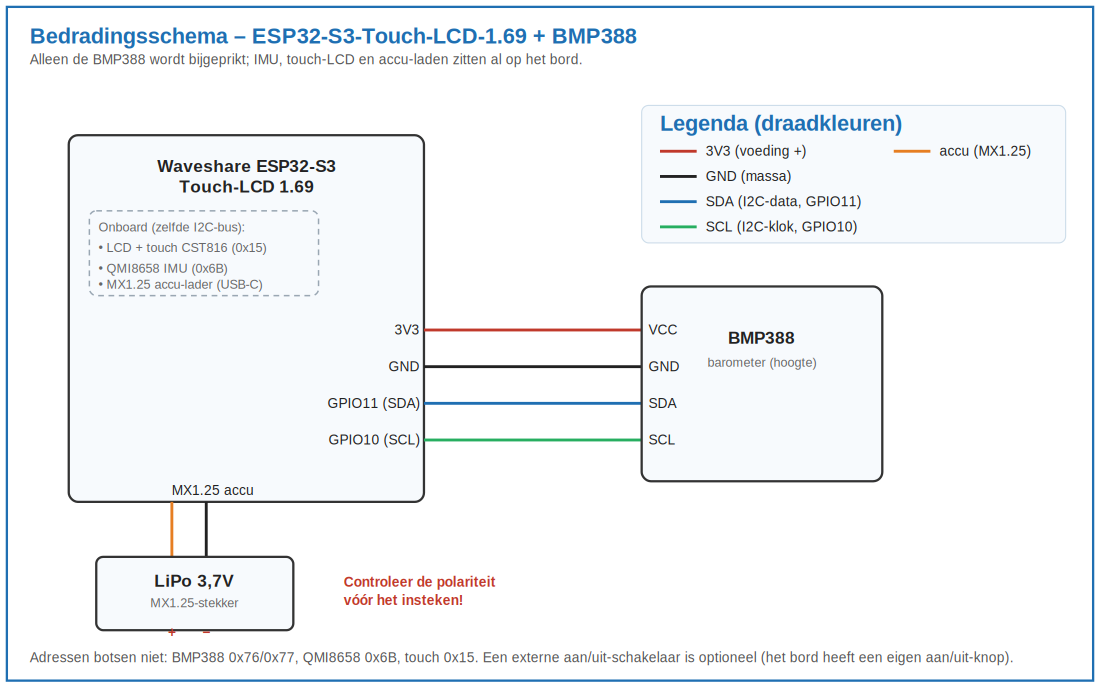 Bedradingsschema – ESP32-S3-Touch-LCD-1.69 + BMP388
Alleen de BMP388 wordt bijgeprikt; IMU, touch-LCD en accu-laden zitten al op het bord.
Legenda (draadkleuren)
3V3 (voeding +)
accu (MX1.25)
GND (massa)
SDA (I2C-data, GPIO11)
SCL (I2C-klok, GPIO10)
Waveshare ESP32-S3
Touch-LCD 1.69
Onboard (zelfde I2C-bus):
• LCD + touch CST816 (0x15)
• QMI8658 IMU (0x6B)
• MX1.25 accu-lader (USB-C)
3V3
GND
GPIO11 (SDA)
GPIO10 (SCL)
MX1.25 accu
VCC
GND
SDA
SCL
BMP388
barometer (hoogte)
LiPo 3,7V
MX1.25-stekker
+ –
Controleer de polariteit
vóór het insteken!
Adressen botsen niet: BMP388 0x76/0x77, QMI8658 0x6B, touch 0x15. Een externe aan/uit-schakelaar is optioneel (het bord heeft een eigen aan/uit-knop).